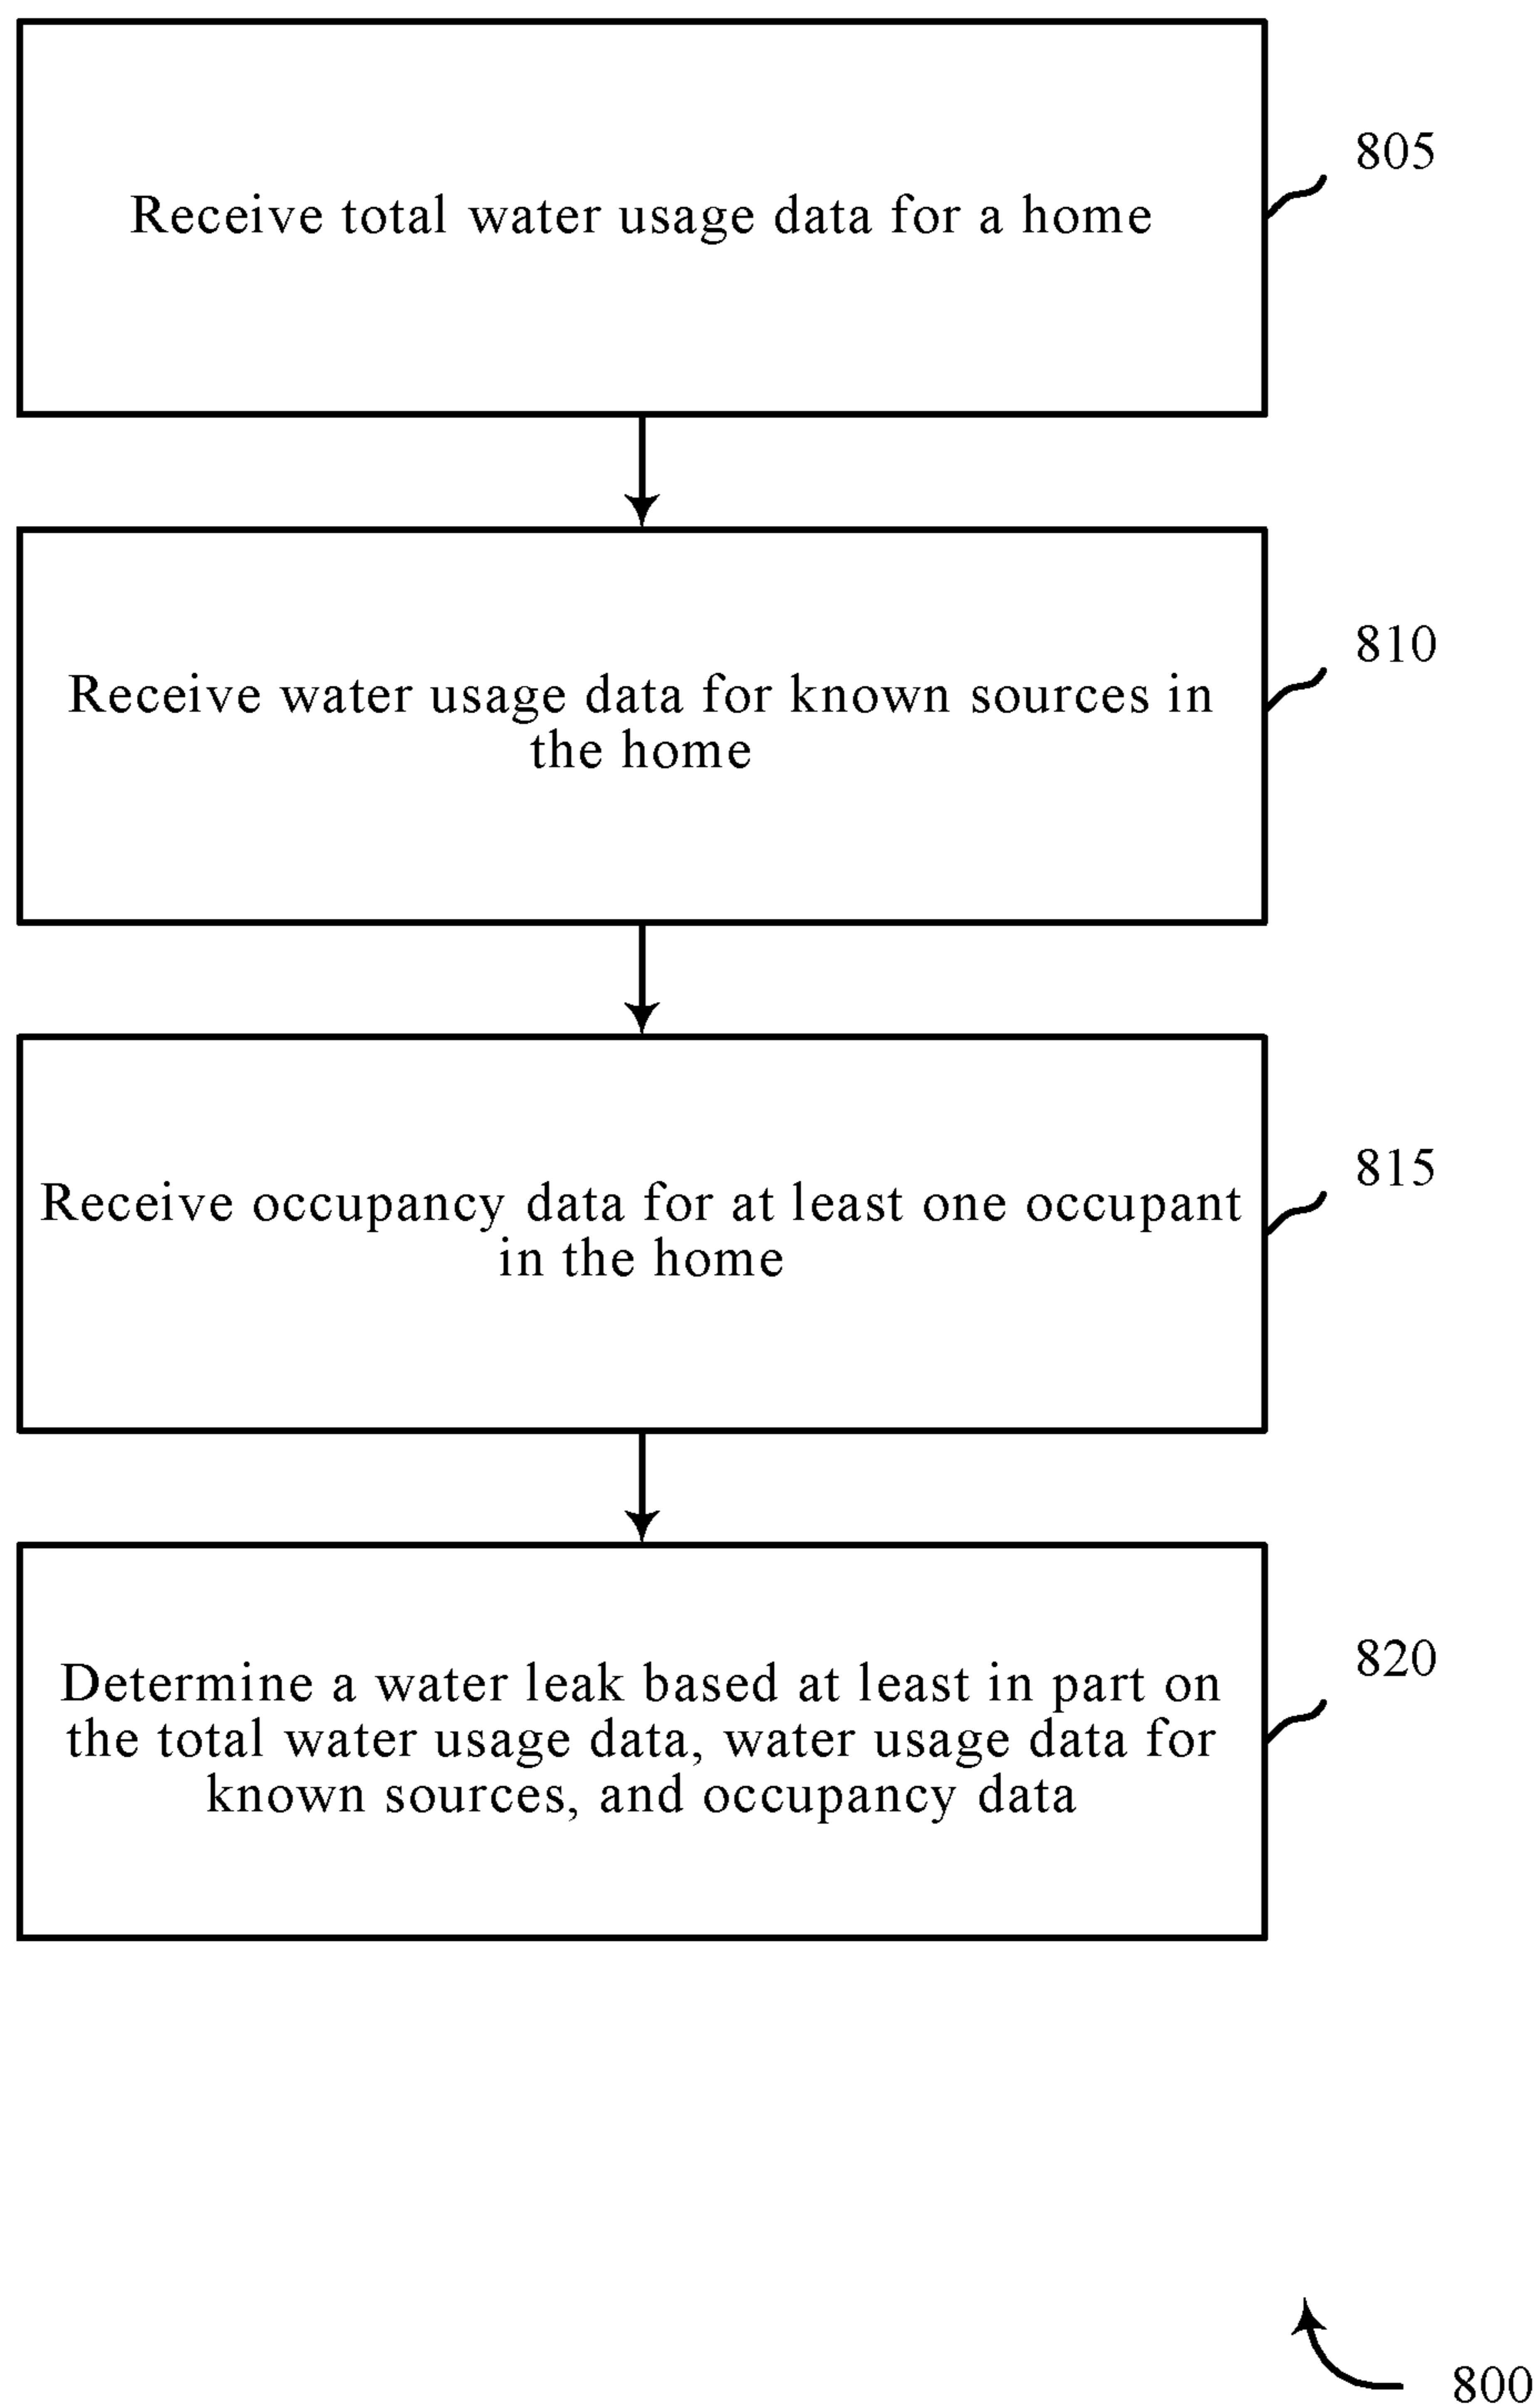 Receive total water usage data for a home
805
Receive water usage data for known sources in
the home
810
Receive occupancy data for at least one occupant
in the home
815
Determine a water leak based at least in part on
the total water usage data, water usage data for
known sources, and occupancy data
820
800